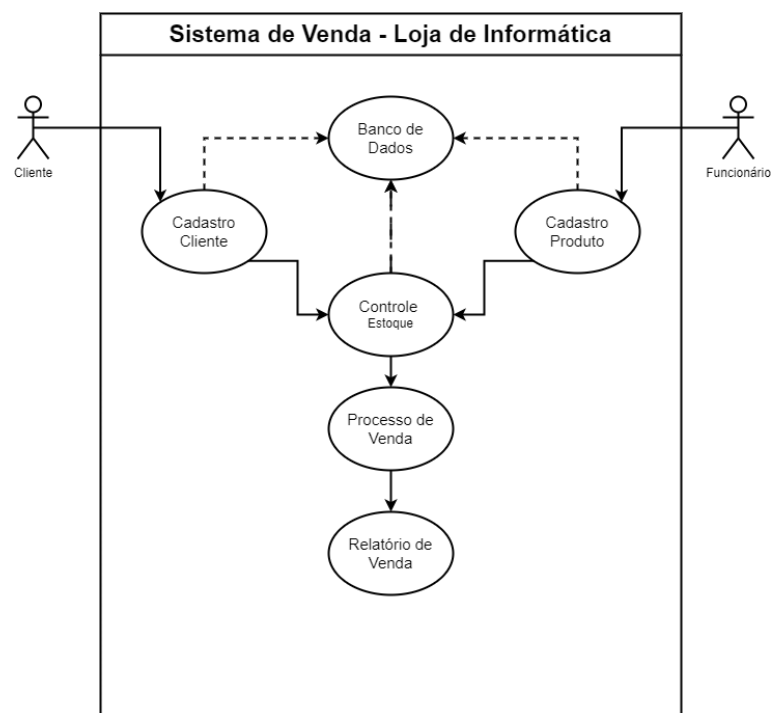 Sistema de Venda - Loja de Informática
Banco de
Dados
Cliente
Funcionário
Cadastro
Cliente
Cadastro
Produto
Controle
Estoque
Processo de
Venda
Relatório de
Venda